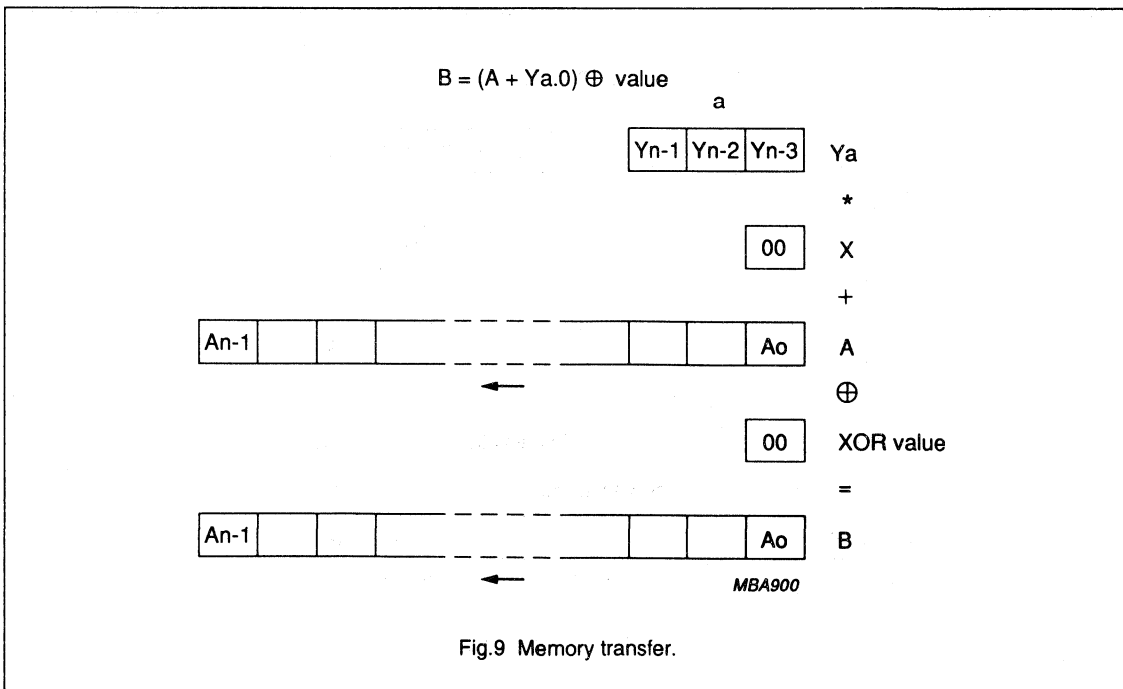 B = (A + Ya.0) ⊕ value
a
Yn-1 Yn-2 Yn-3 Ya
*
00 X
+
An-1 Ao A
⊕
00 XOR value
=
An-1 Ao B
MBA900
Fig.9 Memory transfer.